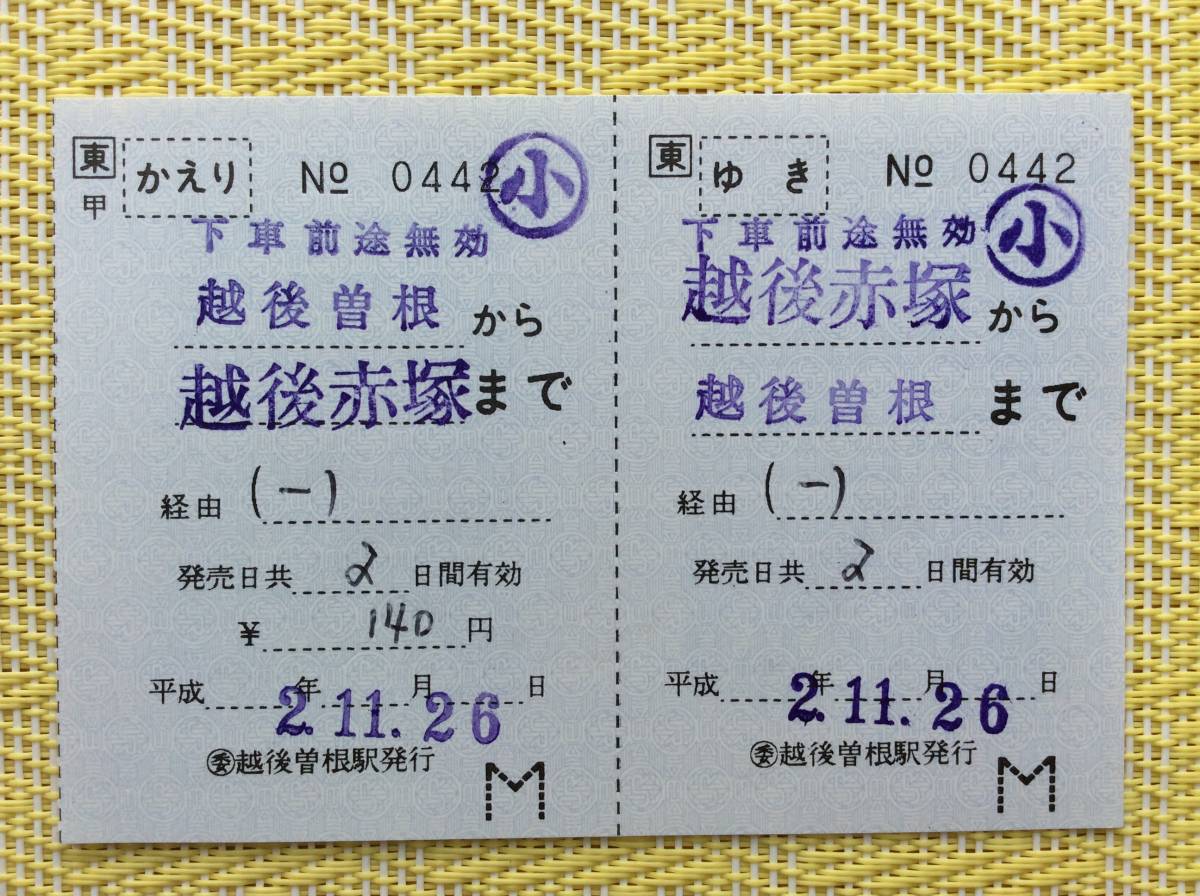 東 かえり № 0442 小
甲
下車前途無効
越後曽根 から
越後赤塚 まで
経由 (一)
発売日共 2 日間有効
¥ 140 円
平成 2年 11.月 26 日
㊝越後曽根駅発行
M
東 ゆき № 0442
小
下車前途無効
越後赤塚 から
越後曽根 まで
経由 (一)
発売日共 2 日間有効
平成 2年 11.月 26 日
委越後曽根駅発行
M